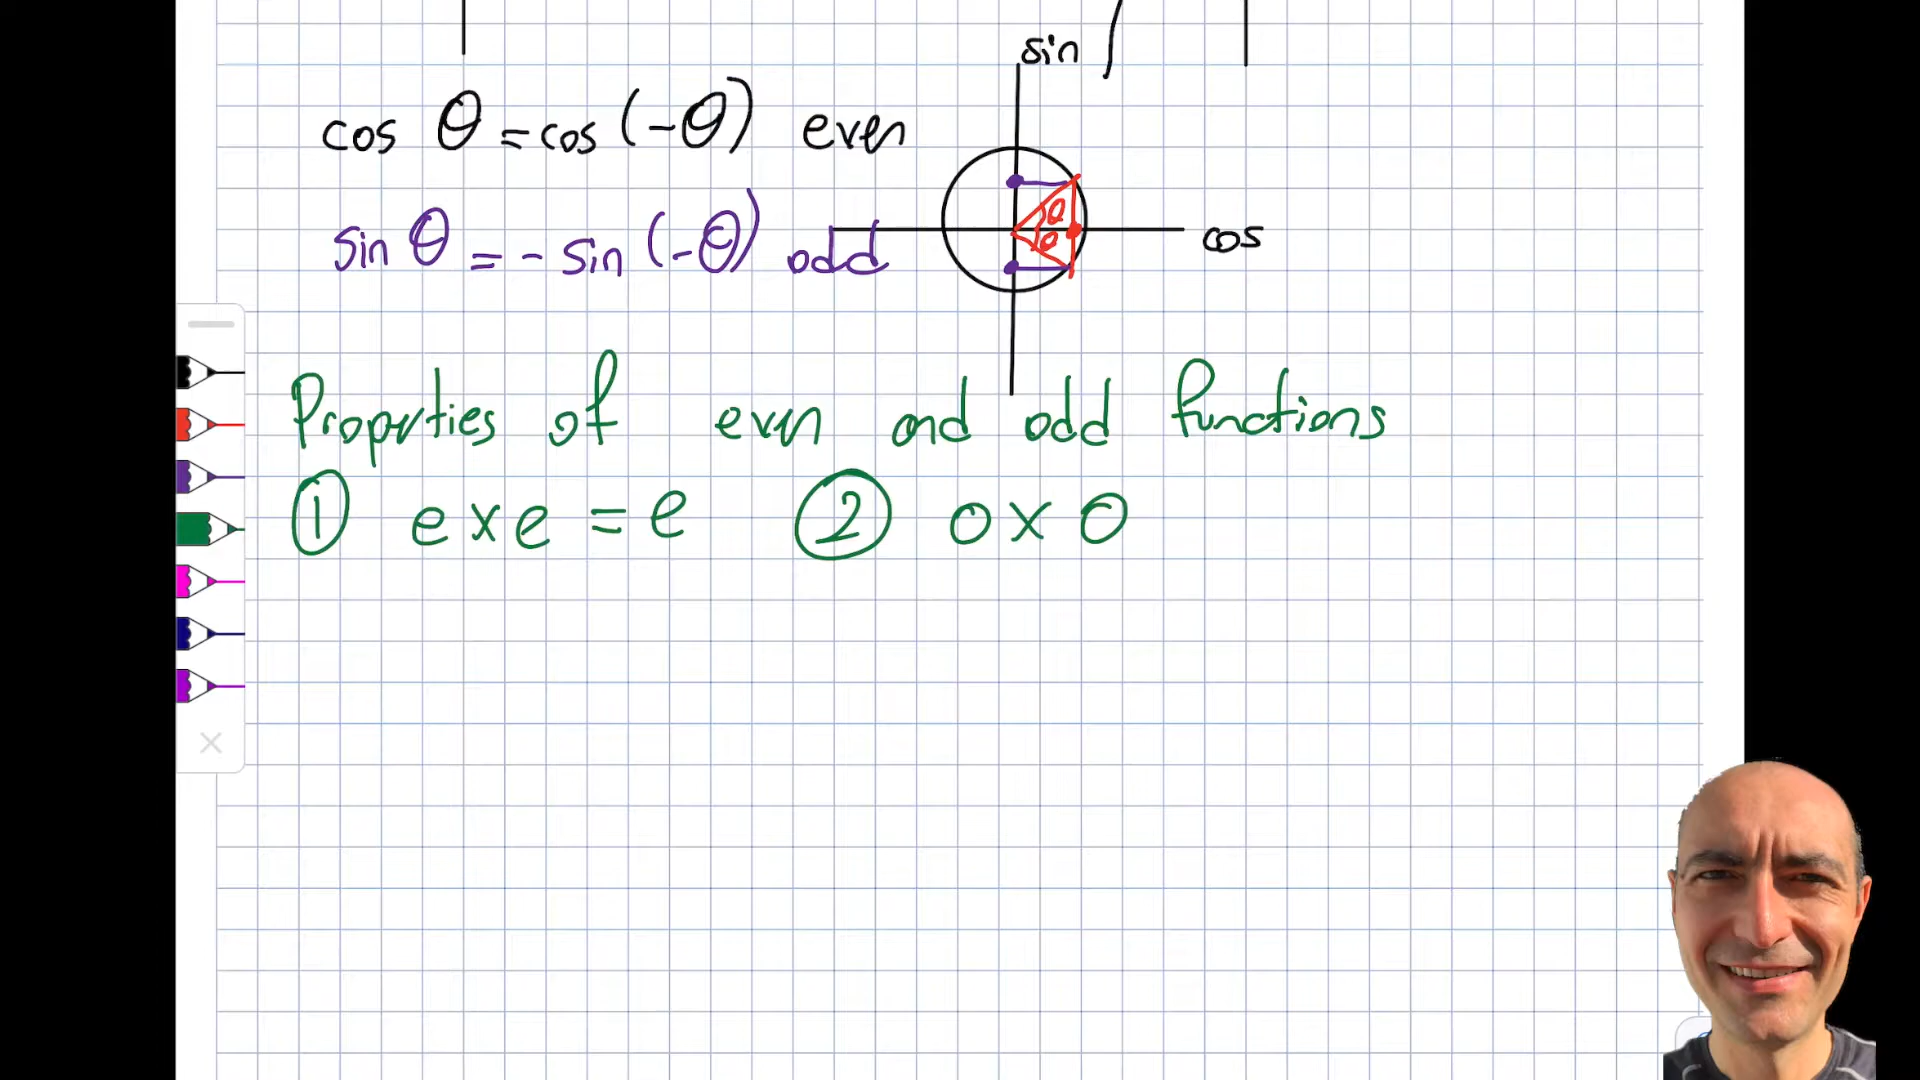 sin
cos θ = cos (-θ) even
sin θ = - sin (-θ) odd
θ
θ
cos
Properties of even and odd functions
① e x e = e ② o x o